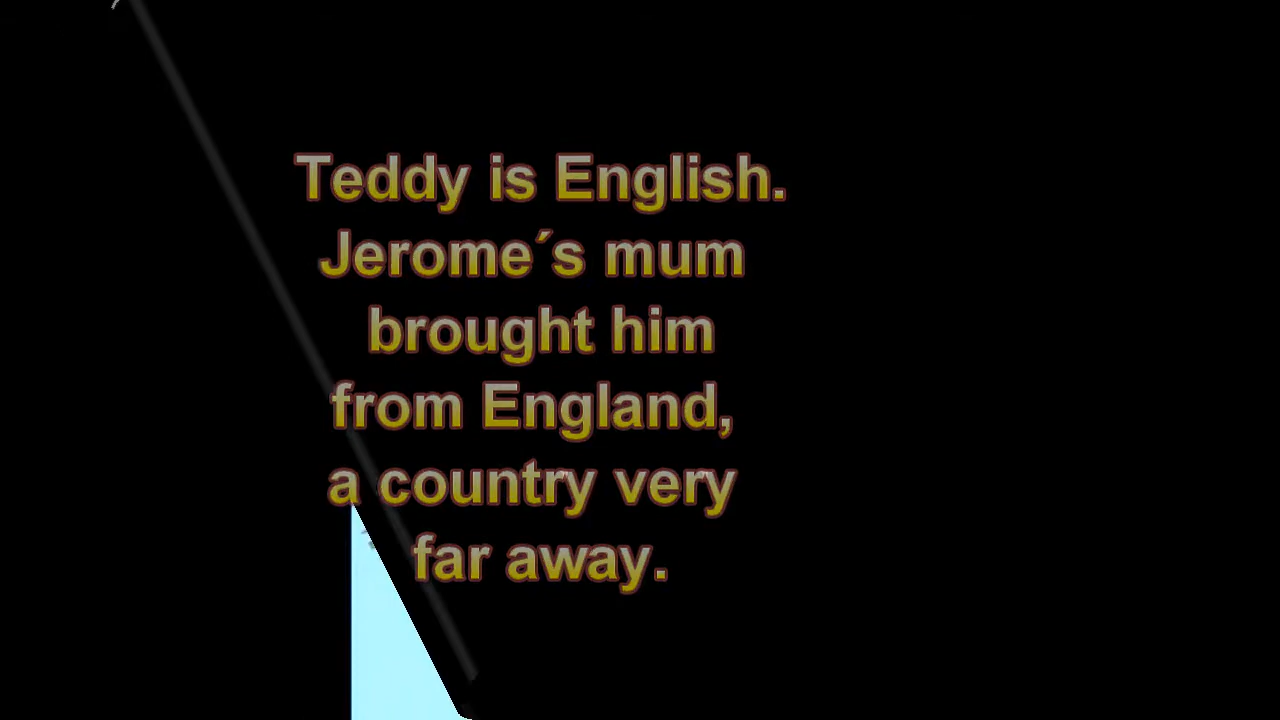 Teddy is English.
Jerome´s mum
brought him
from England,
a country very
far away.